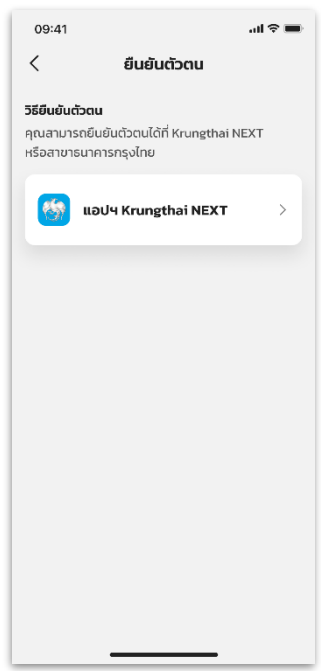 09:41
ยืนยันตัวตน
วิธียืนยันตัวตน
คุณสามารถยืนยันตัวตนได้ที่ Krungthai NEXT
หรือสาขาธนาคารกรุงไทย
แอปฯ Krungthai NEXT